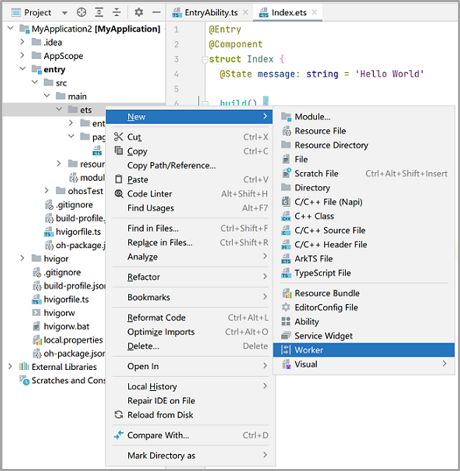 Project
EntryAbility.ts
Index.ets
MyApplication2 [MyApplication]
.idea
AppScope
entry
src
main
ets
ent
pag
resour
modul
ohosTest
.gitignore
build-profile.
hvigorfile.ts
oh-package.
hvigor
.gitignore
build-profile.json
hvigorfile.ts
hvigorw
hvigorw.bat
local.properties
oh-package.json
External Libraries
Scratches and Cons
1 @Entry
2 @Component
3 struct Index {
4 @State message: string = 'Hello World'
5
6 build() {
New
Cut Ctrl+X
Copy Ctrl+C
Copy Path/Reference...
Paste Ctrl+V
Code Linter Alt+Shift+H
Find Usages Alt+F7
Find in Files... Ctrl+Shift+F
Replace in Files... Ctrl+Shift+R
Analyze
Refactor
Bookmarks
Reformat Code Ctrl+Alt+L
Optimize Imports Ctrl+Alt+O
Delete... Delete
Open In
Local History
Repair IDE on File
Reload from Disk
Compare With... Ctrl+D
Mark Directory as
Module...
Resource File
Resource Directory
File
Scratch File Ctrl+Alt+Shift+Insert
Directory
C/C++ File (Napi)
C++ Class
C/C++ Source File
C/C++ Header File
ArkTS File
TypeScript File
Resource Bundle
EditorConfig File
Ability
Service Widget
Worker
Visual